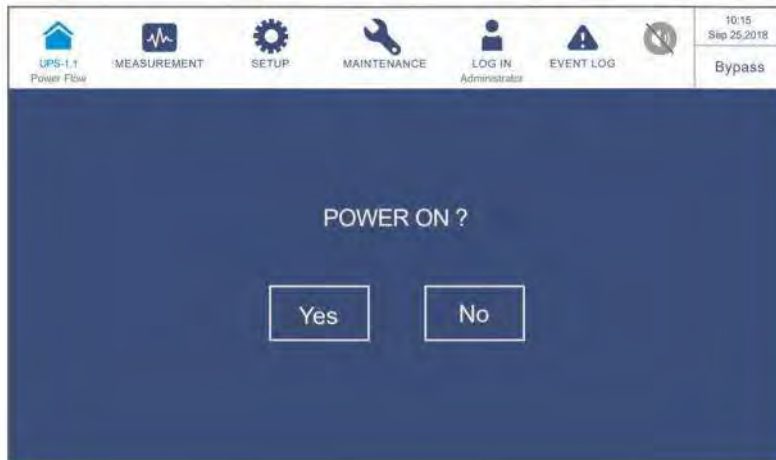 UPS-1.1
Power Flow
MEASUREMENT
SETUP
MAINTENANCE
LOG IN
Administrator
EVENT LOG
10:15
Sep 25,2018
Bypass
POWER ON ?
Yes
No